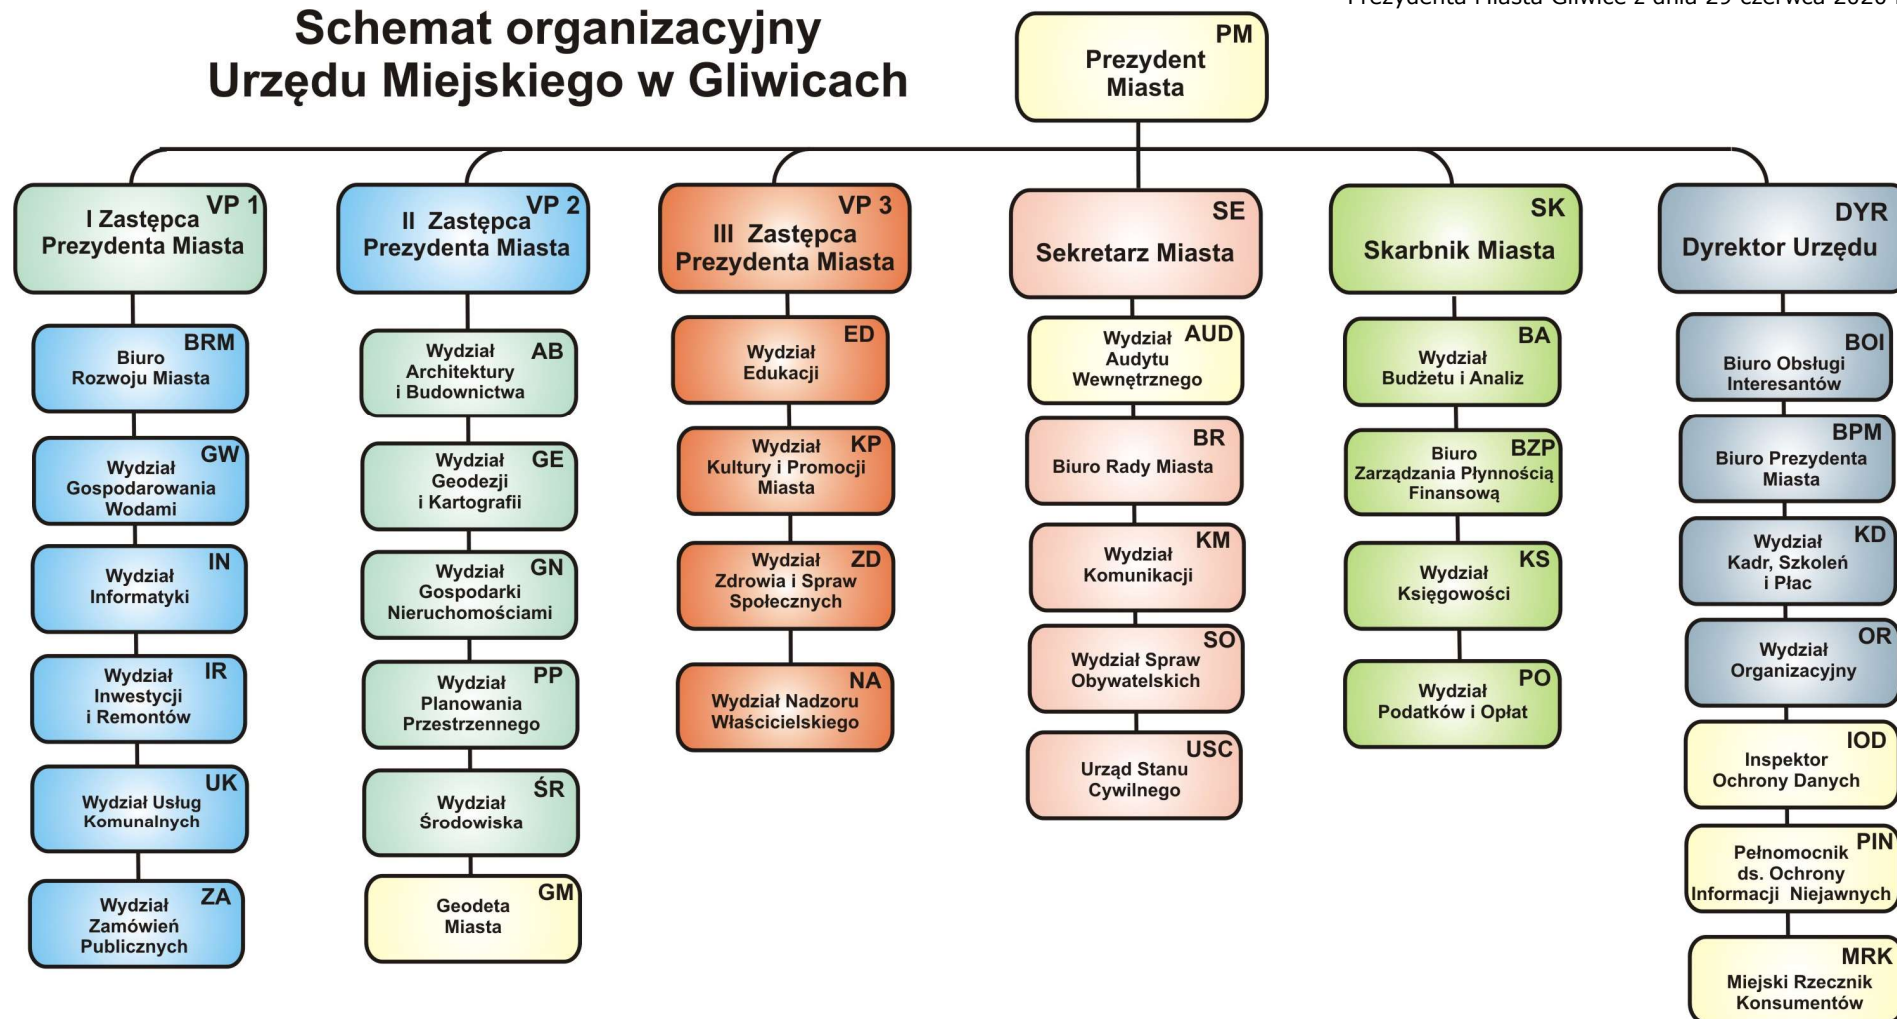 Prezydenta Miasta Gliwice z dnia 29 czerwca 2020
Schemat organizacyjny
Urzędu Miejskiego w Gliwicach
PM
Prezydent
Miasta
VP 1
I Zastępca
Prezydenta Miasta
BRM
Biuro
Rozwoju Miasta
GW
Wydział
Gospodarowania
Wodami
IN
Wydział
Informatyki
IR
Wydział
Inwestycji
i Remontów
UK
Wydział Usług
Komunalnych
ZA
Wydział
Zamówień
Publicznych
VP 2
II Zastępca
Prezydenta Miasta
AB
Wydział
Architektury
i Budownictwa
GE
Wydział
Geodezji
i Kartografii
GN
Wydział
Gospodarki
Nieruchomościami
PP
Wydział
Planowania
Przestrzennego
ŚR
Wydział
Środowiska
GM
Geodeta
Miasta
VP 3
III Zastępca
Prezydenta Miasta
ED
Wydział
Edukacji
KP
Wydział
Kultury i Promocji
Miasta
ZD
Wydział
Zdrowia i Spraw
Społecznych
NA
Wydział Nadzoru
Właścicielskiego
SE
Sekretarz Miasta
AUD
Wydział
Audytu
Wewnętrznego
BR
Biuro Rady Miasta
KM
Wydział
Komunikacji
SO
Wydział Spraw
Obywatelskich
USC
Urząd Stanu
Cywilnego
SK
Skarbnik Miasta
BA
Wydział
Budżetu i Analiz
BZP
Biuro
Zarządzania Płynnością
Finansową
KS
Wydział
Księgowości
PO
Wydział
Podatków i Opłat
DYR
Dyrektor Urzędu
BOI
Biuro Obsługi
Interesantów
BPM
Biuro Prezydenta
Miasta
KD
Wydział
Kadr, Szkoleń
i Płac
OR
Wydział
Organizacyjny
IOD
Inspektor
Ochrony Danych
PIN
Pełnomocnik
ds. Ochrony
Informacji Niejawnych
MRK
Miejski Rzecznik
Konsumentów